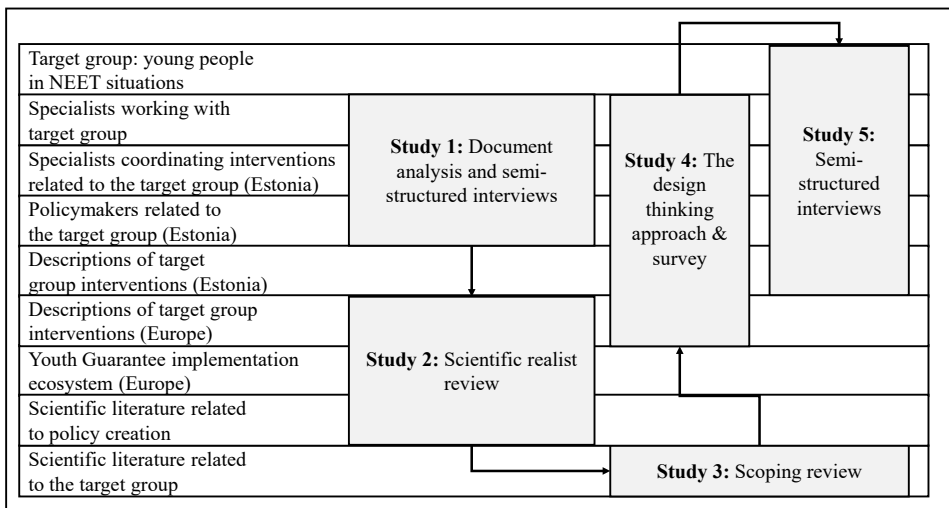 Target group: young people
in NEET situations
Specialists working with
target group
Specialists coordinating interventions
related to the target group (Estonia)
Policymakers related to
the target group (Estonia)
Descriptions of target
group interventions (Estonia)
Descriptions of target group
interventions (Europe)
Youth Guarantee implementation
ecosystem (Europe)
Scientific literature related
to policy creation
Scientific literature related
to the target group
Study 1: Document
analysis and semi-
structured interviews
Study 2: Scientific realist
review
Study 3: Scoping review
Study 4: The
design
thinking
approach &
survey
Study 5:
Semi-
structured
interviews